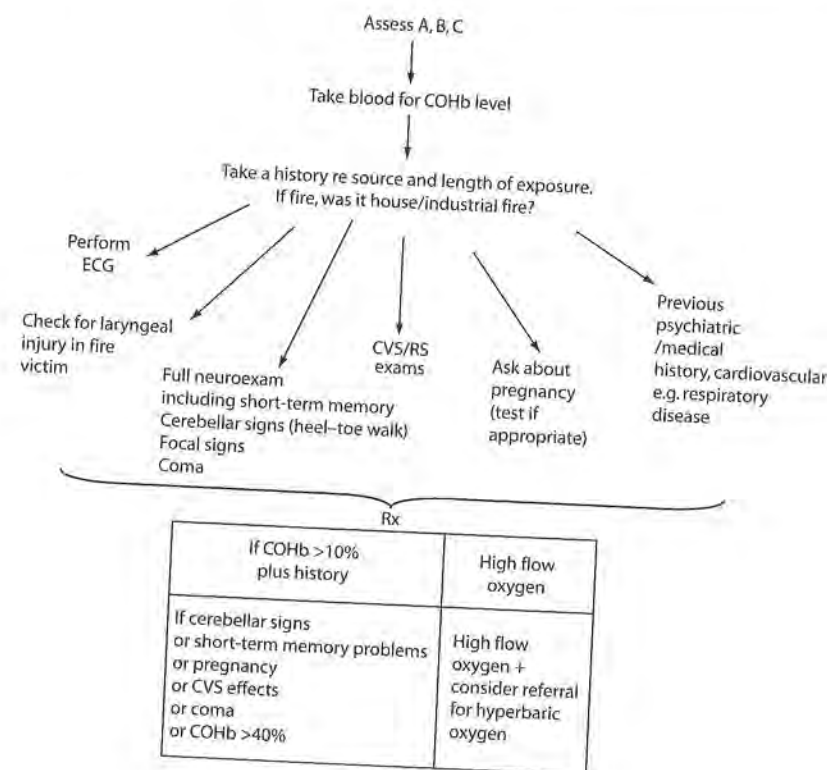 Assess A, B, C
Take blood for COHb level
Take a history re source and length of exposure.
If fire, was it house/industrial fire?
Perform
ECG
Check for laryngeal
injury in fire
victim
Full neuroexam
including short-term memory
Cerebellar signs (heel–toe walk)
Focal signs
Coma
CVS/RS
exams
Ask about
pregnancy
(test if
appropriate)
Previous
psychiatric
/medical
history, cardiovascular
e.g. respiratory
disease
Rx
If COHb >10%
plus history
High flow
oxygen
If cerebellar signs
or short-term memory problems
or pregnancy
or CVS effects
or coma
or COHb >40%
High flow
oxygen +
consider referral
for hyperbaric
oxygen